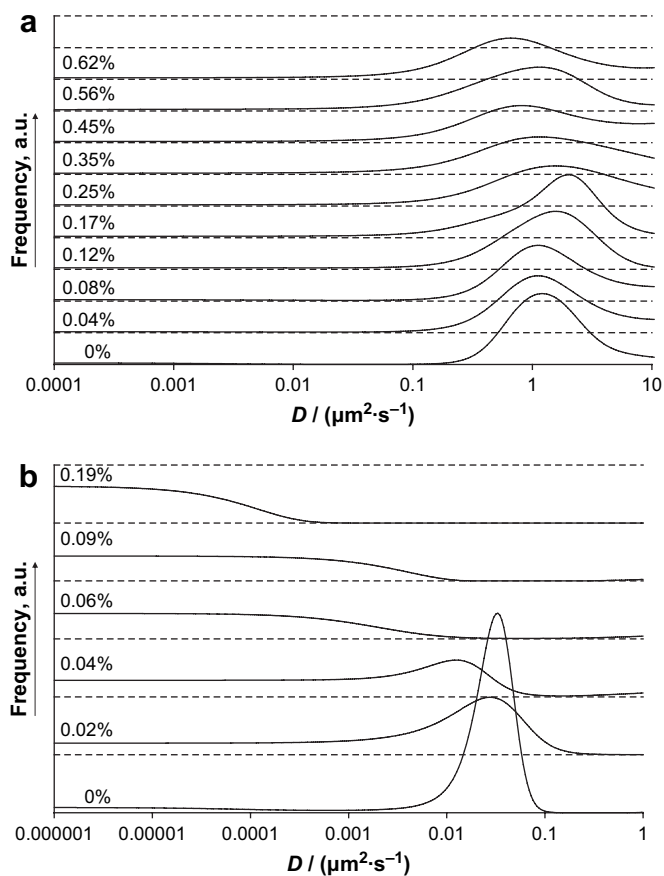 a
0.62%
0.56%
0.45%
0.35%
0.25%
0.17%
0.12%
0.08%
0.04%
0%
Frequency, a.u.
0.0001 0.001 0.01 0.1 1 10
D / (μm²·s⁻¹)
b
0.19%
0.09%
0.06%
0.04%
0.02%
0%
Frequency, a.u.
0.000001 0.00001 0.0001 0.001 0.01 0.1 1
D / (μm²·s⁻¹)